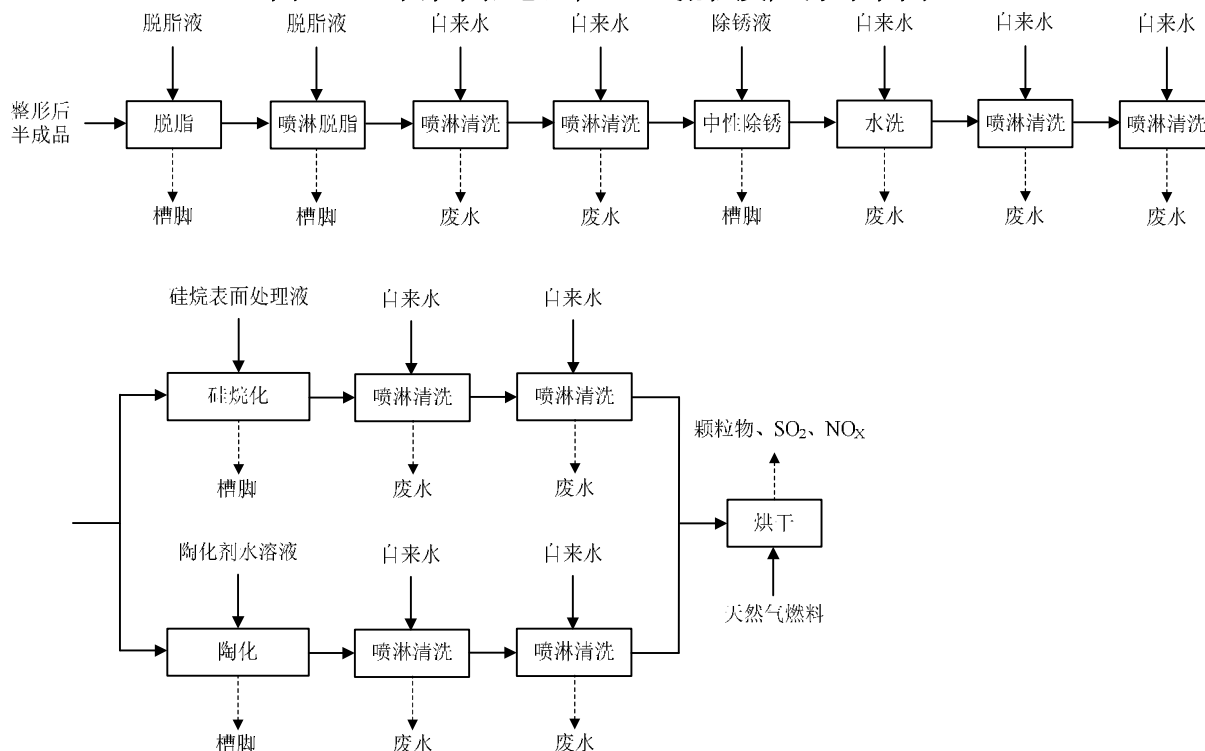 脱脂液 脱脂液 自来水 自来水 除锈液 自来水 自来水 自来水
整形后
半成品
脱脂 喷淋脱脂 喷淋清洗 喷淋清洗 中性除锈 水洗 喷淋清洗 喷淋清洗
槽脚 槽脚 废水 废水 槽脚 废水 废水 废水
硅烷表面处理液 自来水 自来水
硅烷化 喷淋清洗 喷淋清洗
颗粒物、SO₂、NOX
槽脚 废水 废水
烘干
陶化剂水溶液 自来水 自来水
天然气燃料
陶化 喷淋清洗 喷淋清洗
槽脚 废水 废水